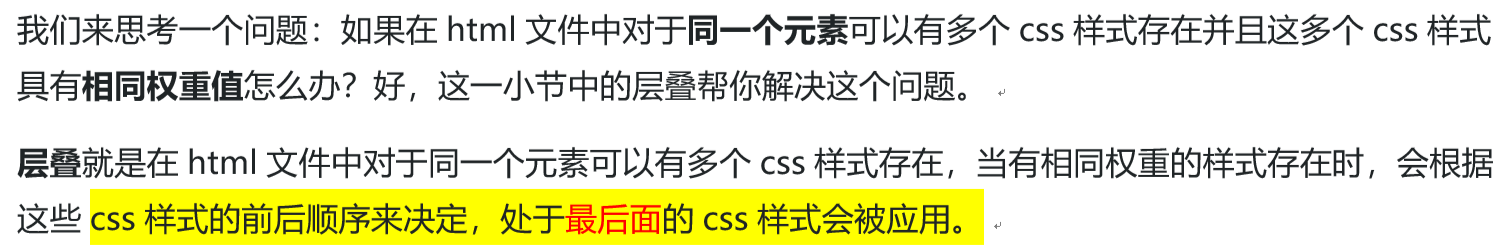 我们来思考一个问题：如果在 html 文件中对于同一个元素可以有多个 css 样式存在并且这多个 css 样式
具有相同权重值怎么办？好，这一小节中的层叠帮你解决这个问题。
层叠就是在 html 文件中对于同一个元素可以有多个 css 样式存在，当有相同权重的样式存在时，会根据
这些 css 样式的前后顺序来决定，处于最后面的 css 样式会被应用。